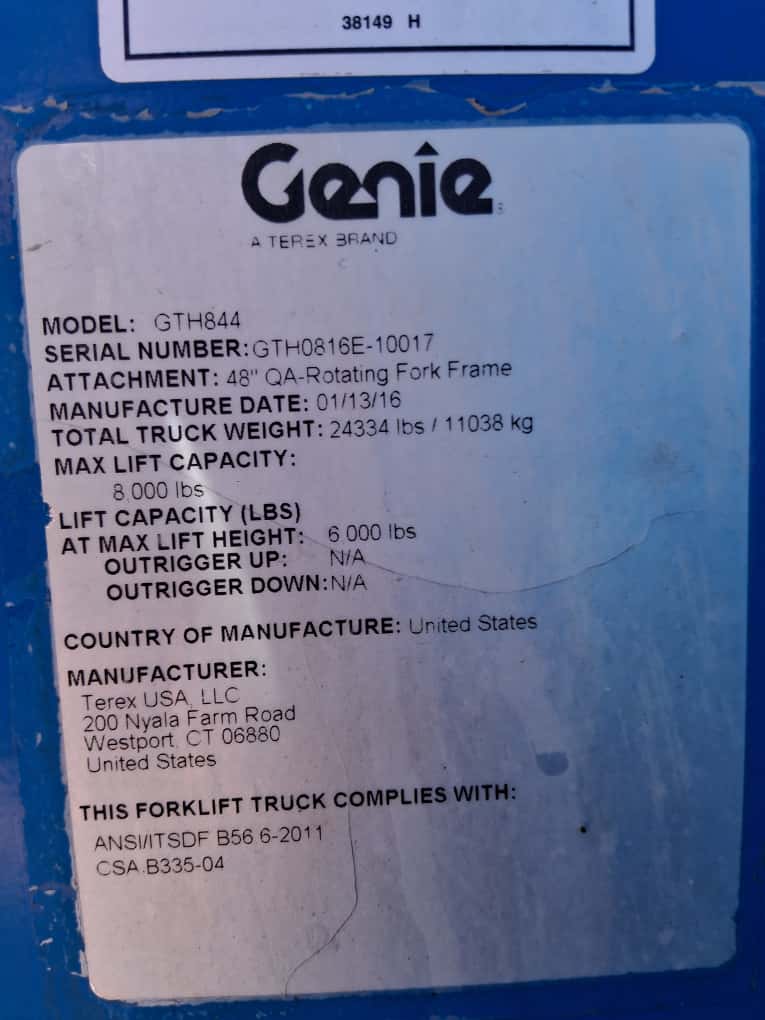 38149 H
Genie
A TEREX BRAND
MODEL: GTH844
SERIAL NUMBER:GTH0816E-10017
ATTACHMENT: 48" QA-Rotating Fork Frame
MANUFACTURE DATE: 01/13/16
TOTAL TRUCK WEIGHT: 24334 lbs / 11038 kg
MAX LIFT CAPACITY:
8,000 lbs
LIFT CAPACITY (LBS)
AT MAX LIFT HEIGHT: 6,000 lbs
OUTRIGGER UP: N/A
OUTRIGGER DOWN:N/A
COUNTRY OF MANUFACTURE: United States
MANUFACTURER:
Terex USA, LLC
200 Nyala Farm Road
Westport, CT 06880
United States
THIS FORKLIFT TRUCK COMPLIES WITH:
ANSI/ITSDF B56.6-2011
CSA.B335-04